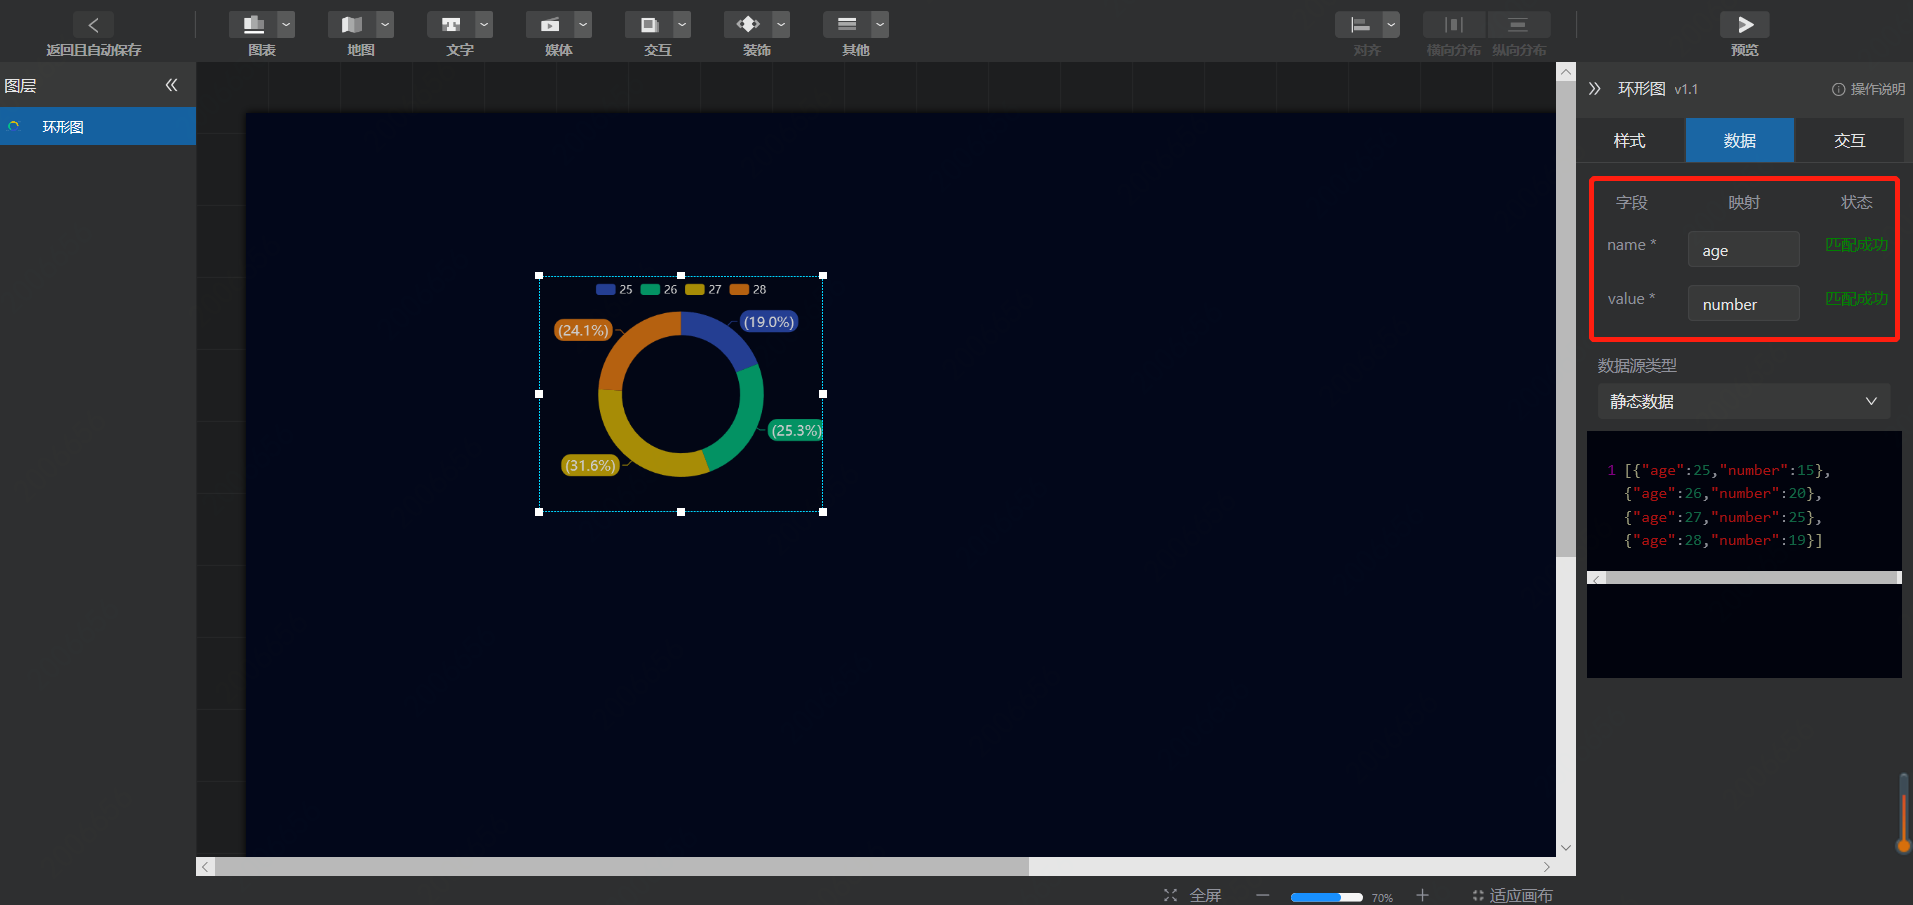 返回且自动保存
图表
地图
文字
媒体
交互
装饰
其他
对齐
横向分布
纵向分布
预览
图层
环形图
25 26 27 28
(24.1%)
(19.0%)
(25.3%)
(31.6%)
环形图 v1.1
操作说明
样式 数据 交互
字段 映射 状态
name * age 匹配成功
value * number 匹配成功
数据源类型
静态数据
1 [{"age":25,"number":15},
{"age":26,"number":20},
{"age":27,"number":25},
{"age":28,"number":19}]
全屏 70% 适应画布